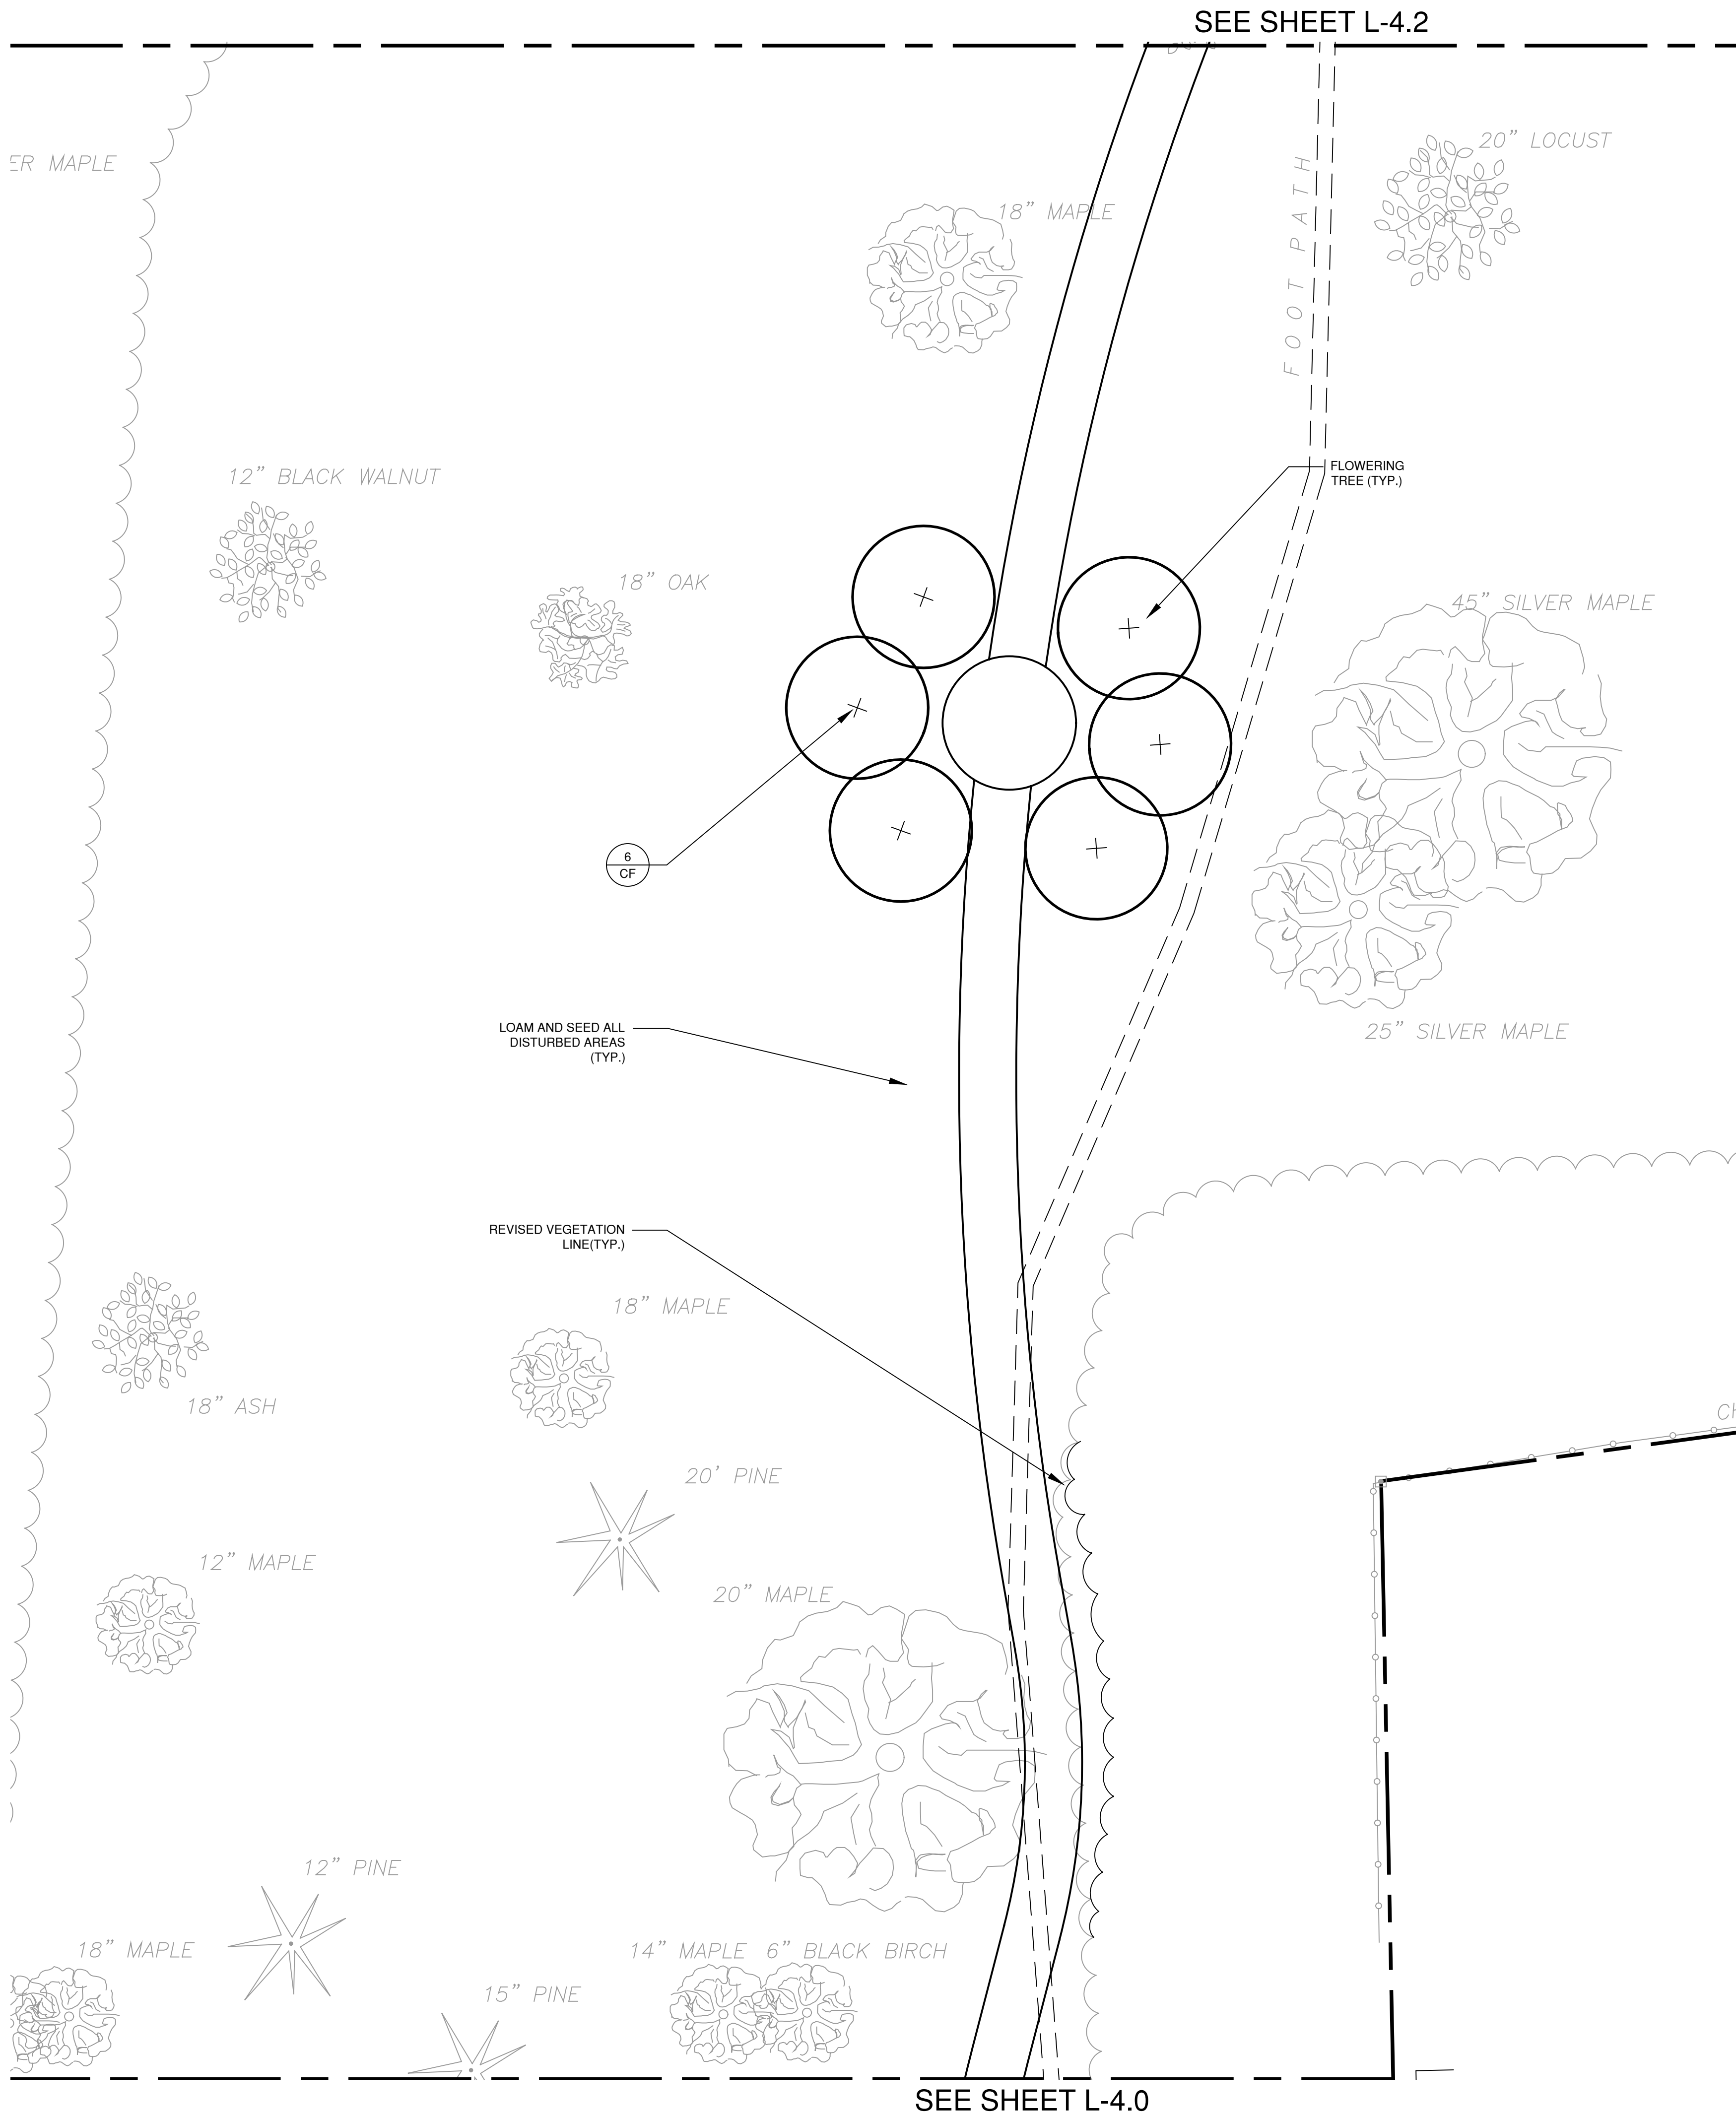 SEE SHEET L-4.2
20” LOCUST
ER MAPLE
18” MAPLE
FOOT PATH
FLOWERING
TREE (TYP.)
12” BLACK WALNUT
18” OAK
45” SILVER MAPLE
6
CF
LOAM AND SEED ALL
DISTURBED AREAS
(TYP.)
25” SILVER MAPLE
REVISED VEGETATION
LINE(TYP.)
18” MAPLE
18” ASH
CH
20’ PINE
12” MAPLE
20” MAPLE
12” PINE
18” MAPLE
14” MAPLE
6” BLACK BIRCH
15” PINE
SEE SHEET L-4.0